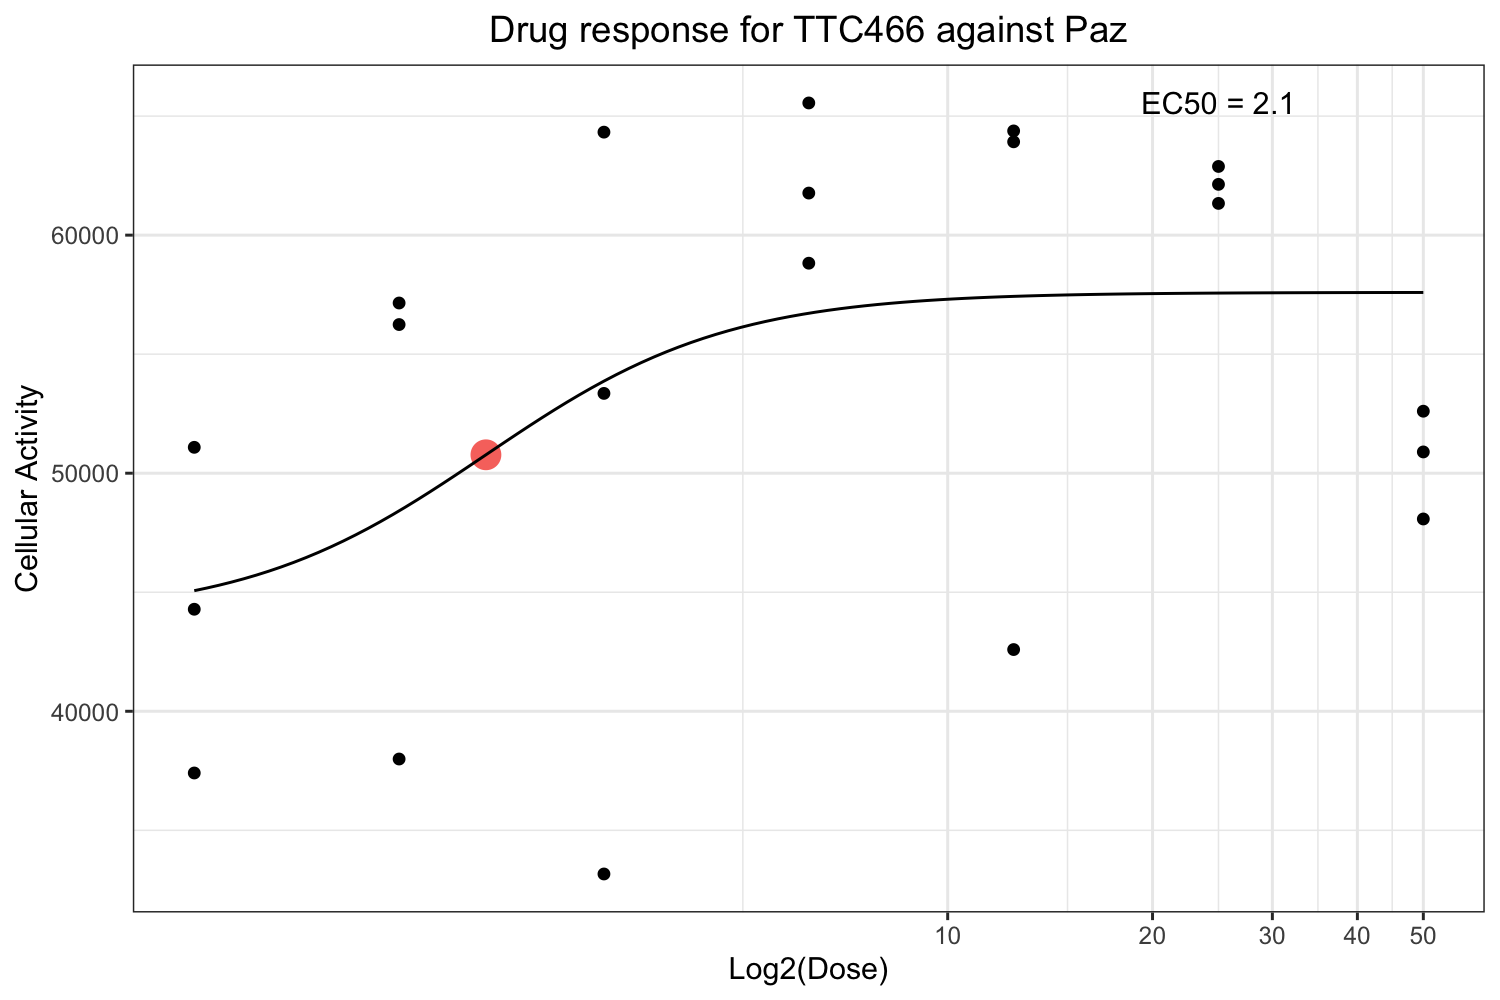 Drug response for TTC466 against Paz
EC50 = 2.1
60000
50000
40000
Cellular Activity
10 20 30 40 50
Log2(Dose)